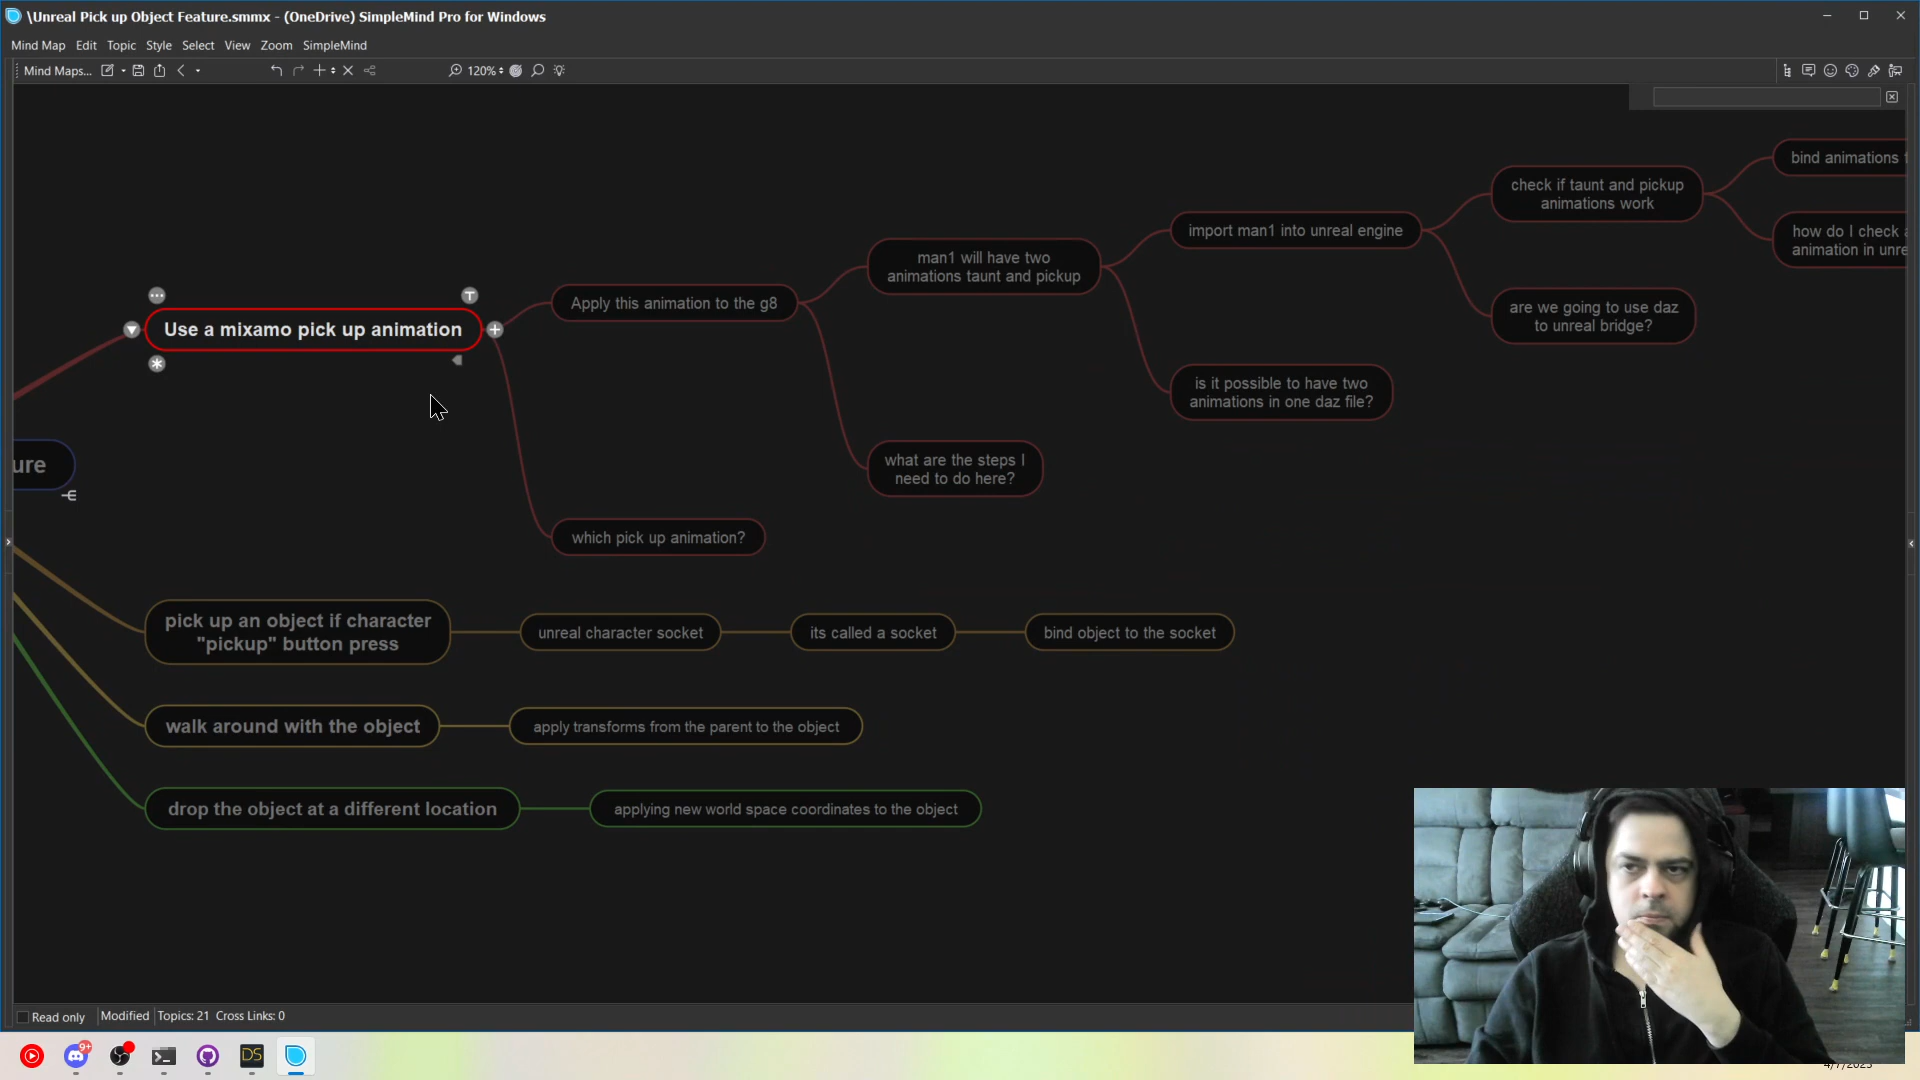 \Unreal Pick up Object Feature.smmx - (OneDrive) SimpleMind Pro for Windows
Mind Map Edit Topic Style Select View Zoom SimpleMind
Mind Maps...
120%
Use a mixamo pick up animation
Apply this animation to the g8
man1 will have two
animations taunt and pickup
import man1 into unreal engine
check if taunt and pickup
animations work
bind animations
how do I check
animation in
are we going to use daz
to unreal bridge?
is it possible to have two
animations in one daz file?
what are the steps I
need to do here?
which pick up animation?
ure
pick up an object if character
"pickup" button press
unreal character socket
its called a socket
bind object to the socket
walk around with the object
apply transforms from the parent to the object
drop the object at a different location
applying new world space coordinates to the object
Read only Modified Topics: 21 Cross Links: 0
9+
DS